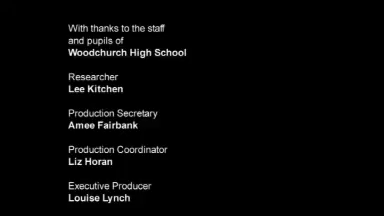 With thanks to the staff
and pupils of
Woodchurch High School
Researcher
Lee Kitchen
Production Secretary
Amee Fairbank
Production Coordinator
Liz Horan
Executive Producer
Louise Lynch